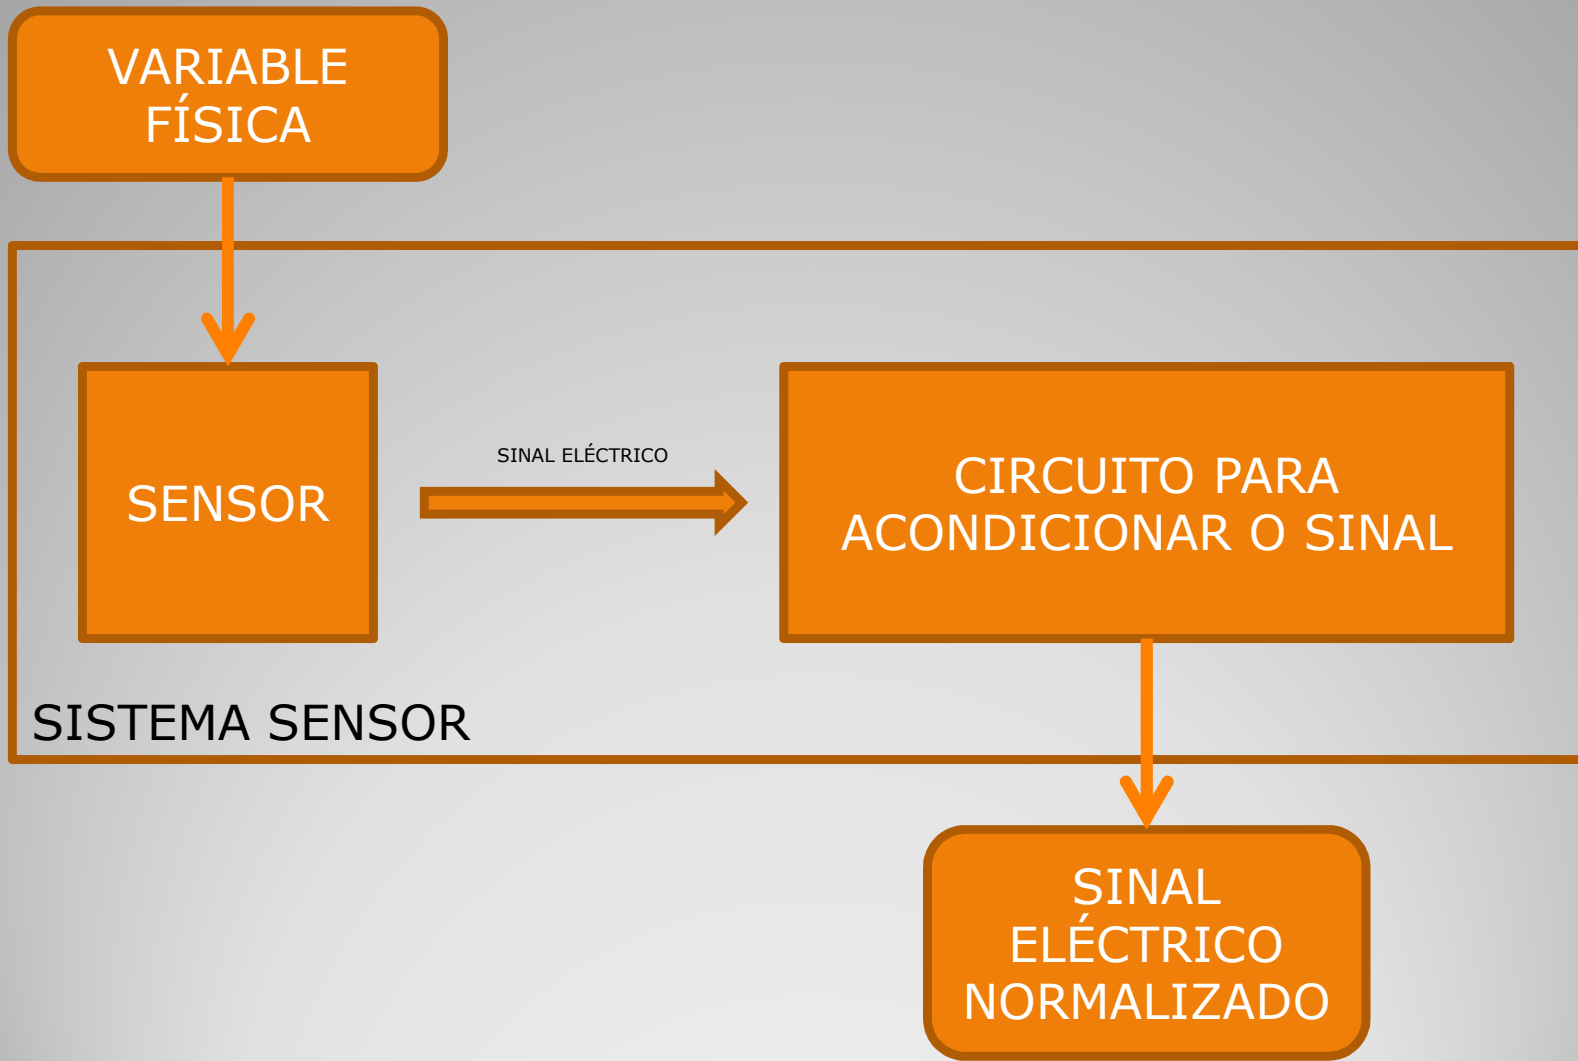 VARIABLE
FÍSICA
SINAL ELÉCTRICO
SENSOR
CIRCUITO PARA
ACONDICIONAR O SINAL
SISTEMA SENSOR
SINAL
ELÉCTRICO
NORMALIZADO